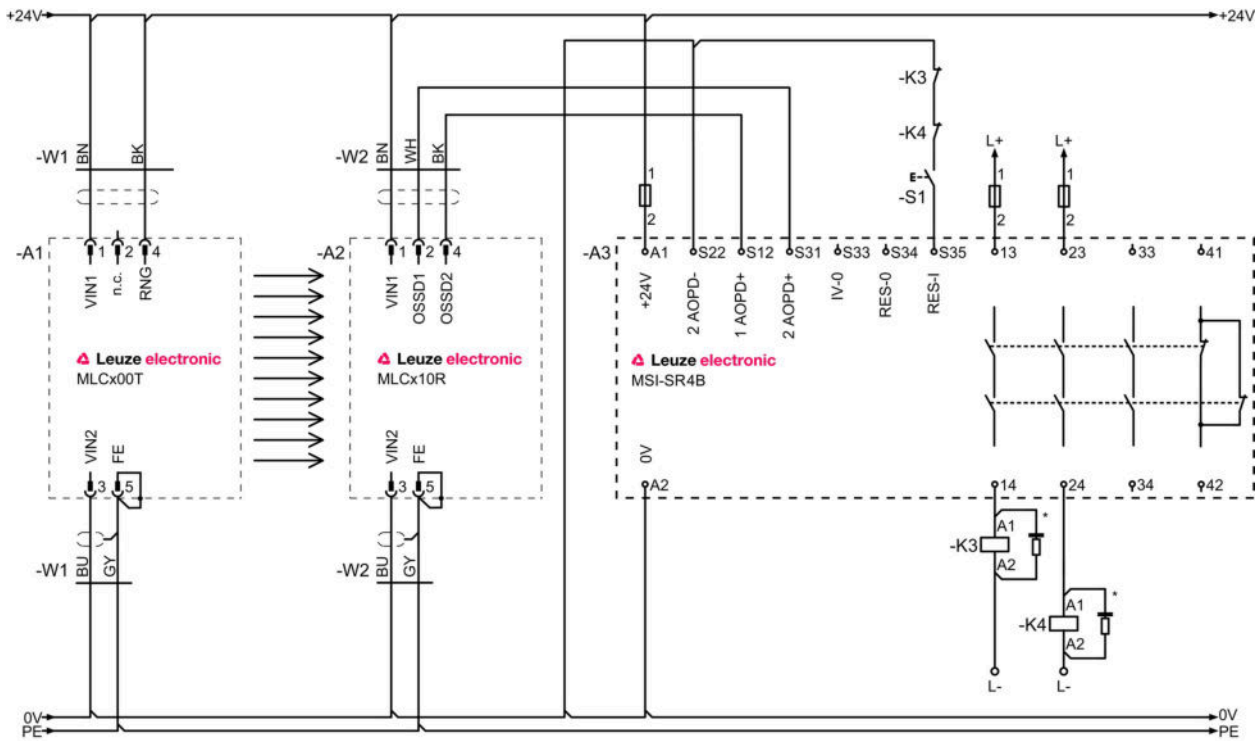 +24V
+24V
-K3
-K4
L+
L+
-W1
BN
BK
-W2
BN
WH
BK
E
-S1
1
2
1
2
1
2
-A1
1
2
4
-A2
1
2
4
-A3
A1
S22
S12
S31
S33
S34
S35
13
23
33
41
VIN1
n.c.
RNG
VIN1
OSSD1
OSSD2
+24V
2 AOPD-
1 AOPD+
2 AOPD+
IV-0
RES-0
RES-I
Leuze electronic
MLCx00T
Leuze electronic
MLCx10R
Leuze electronic
MSI-SR4B
VIN2
FE
VIN2
FE
0V
3
5
3
5
A2
14
24
34
42
-K3
A1
A2
*
-W1
BU
GY
-W2
BU
GY
-K4
A1
A2
*
L-
L-
0V
0V
PE
PE